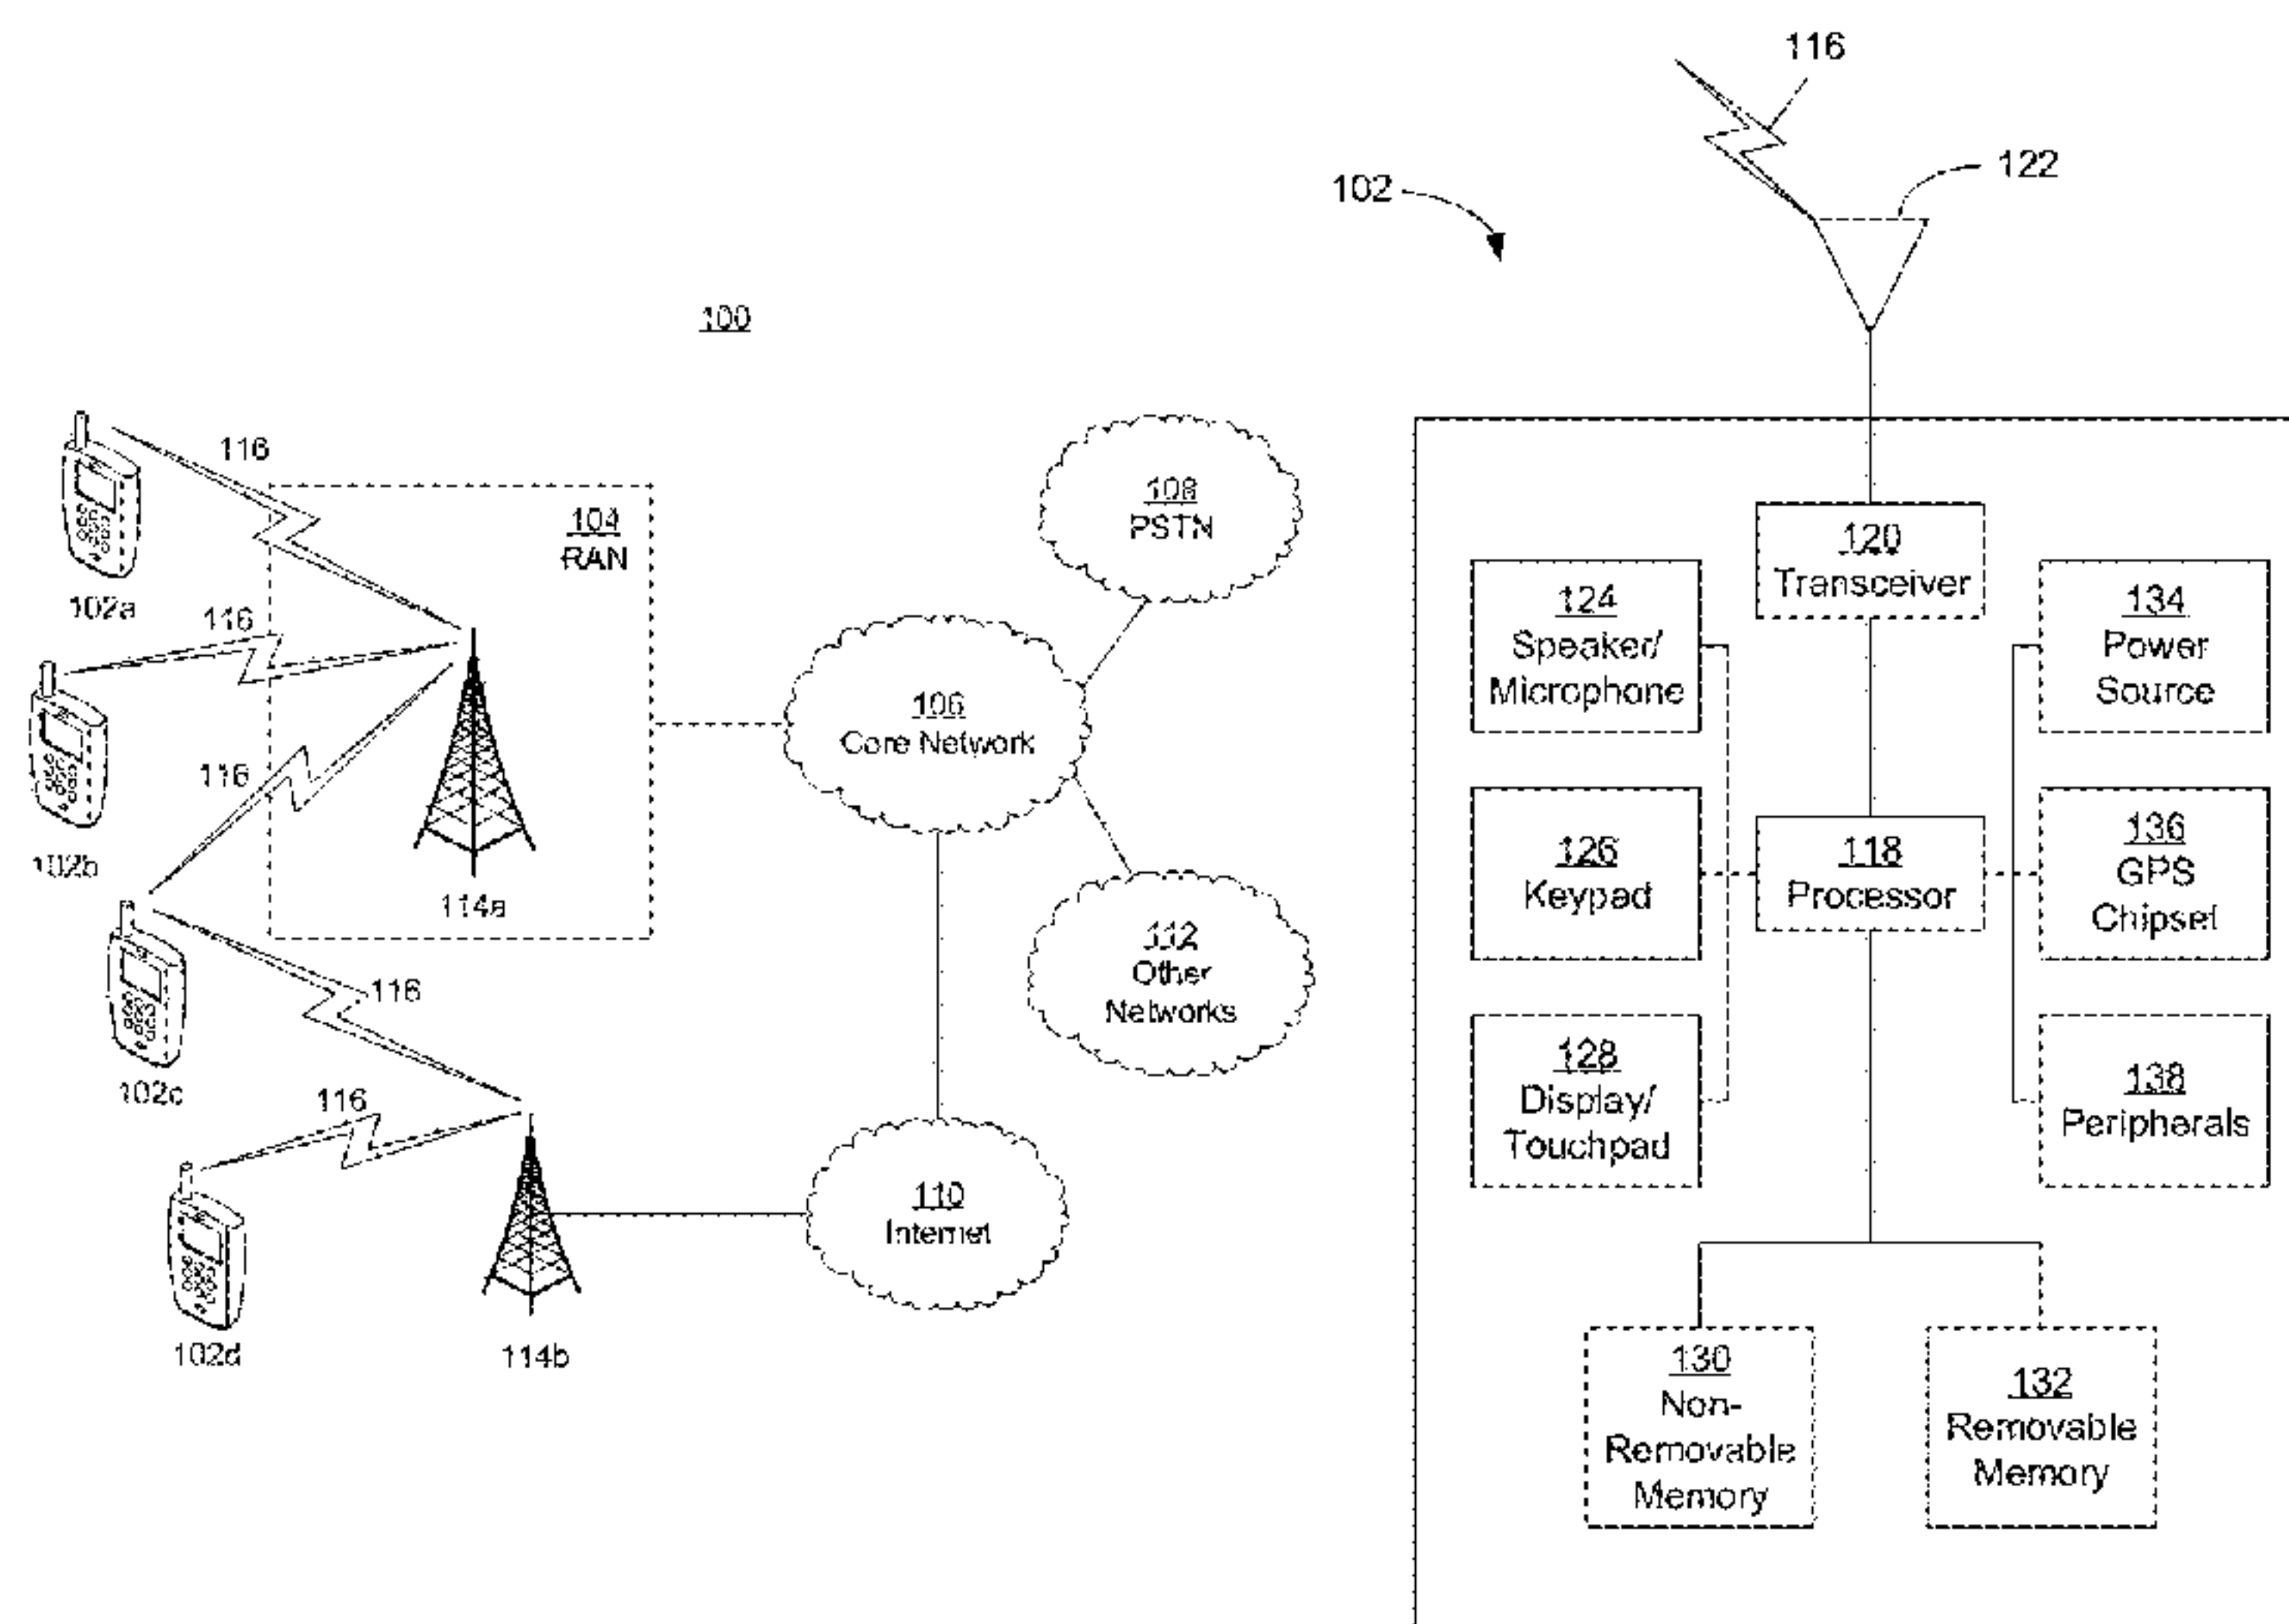 100
116
102a
116
102b
116
102c
116
116
102d
104
RAN
114a
114b
106
Core Network
108
PSTN
112
Other
Networks
110
Internet
116
122
102
120
Transceiver
124
Speaker/
Microphone
134
Power
Source
126
Keypad
118
Processor
136
GPS
Chipset
128
Display/
Touchpad
138
Peripherals
130
Non-
Removable
Memory
132
Removable
Memory